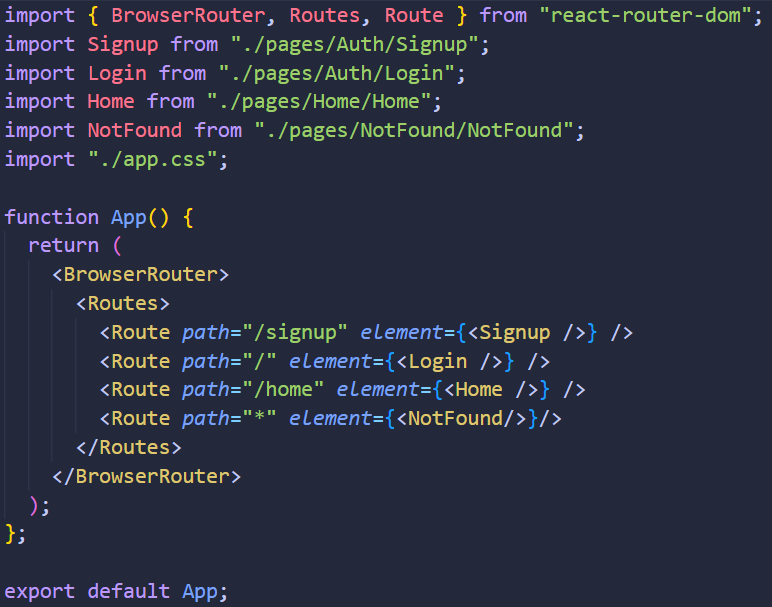 import { BrowserRouter, Routes, Route } from "react-router-dom";
import Signup from "./pages/Auth/Signup";
import Login from "./pages/Auth/Login";
import Home from "./pages/Home/Home";
import NotFound from "./pages/NotFound/NotFound";
import "./app.css";

function App() {
  return (
    <BrowserRouter>
      <Routes>
        <Route path="/signup" element={<Signup />} />
        <Route path="/" element={<Login />} />
        <Route path="/home" element={<Home />} />
        <Route path="*" element={<NotFound/>}/>
      </Routes>
    </BrowserRouter>
  );
};

export default App;